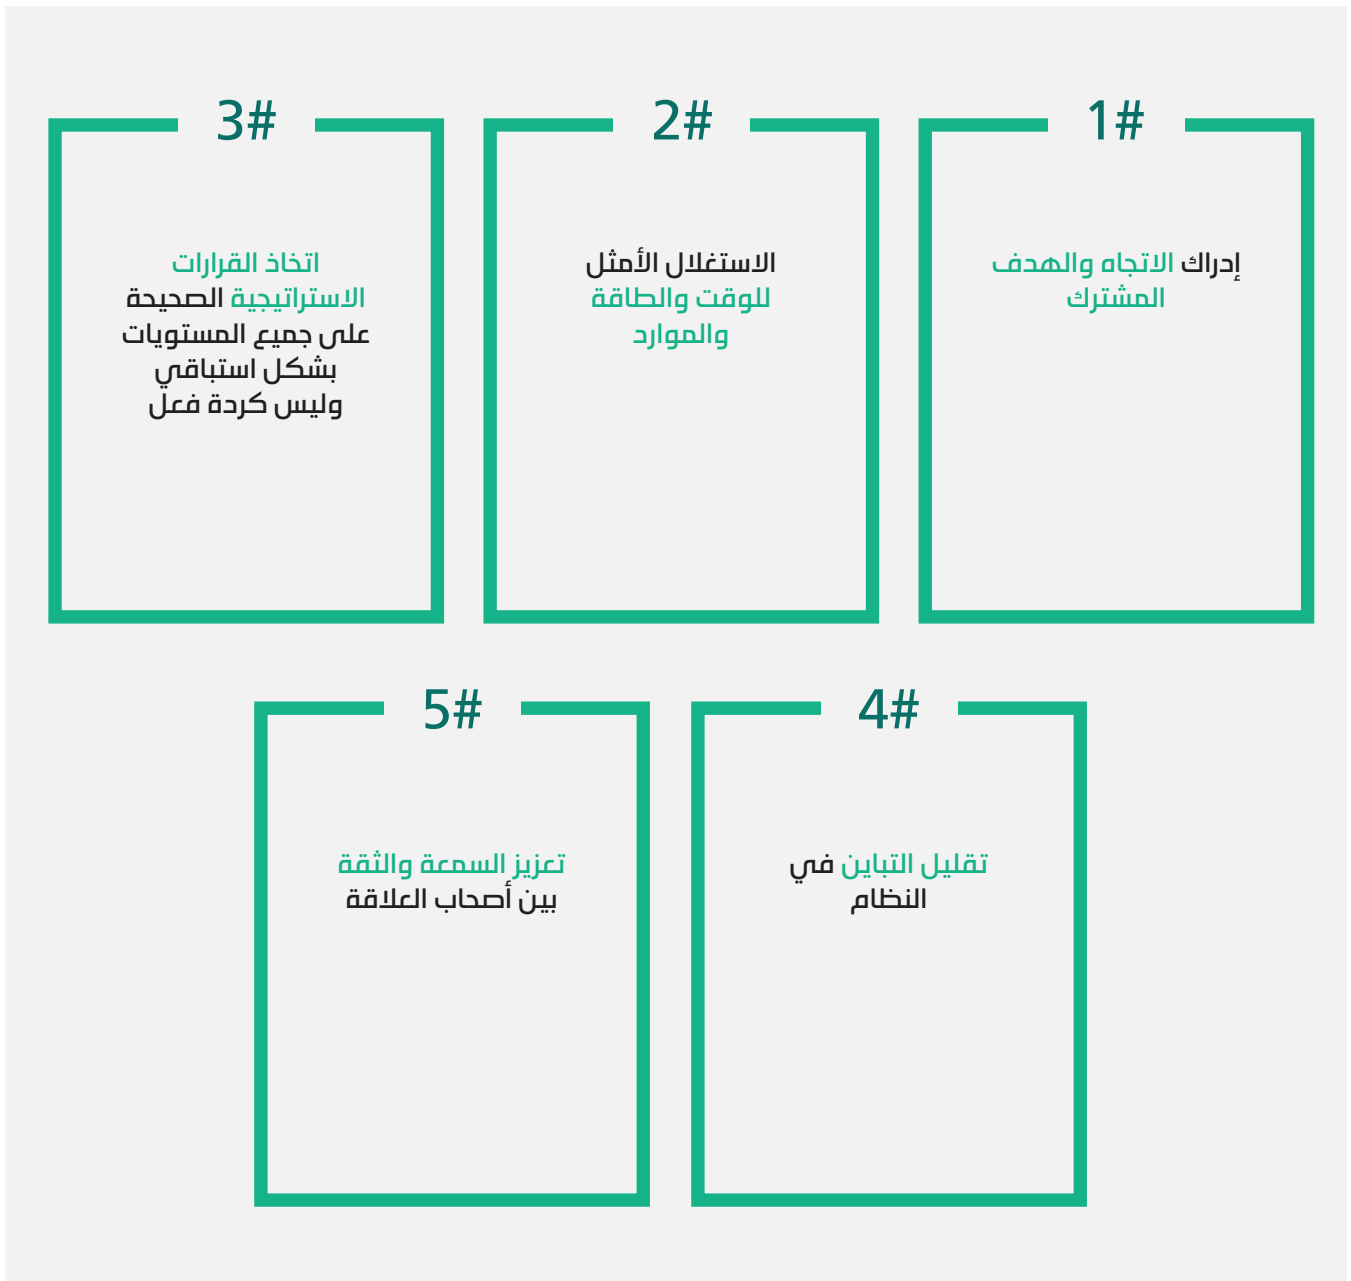 1#
إدراك الاتجاه والهدف
المشترك
2#
الاستغلال الأمثل
للوقت والطاقة
والموارد
3#
اتخاذ القرارات
الاستراتيجية الصحيحة
على جميع المستويات
بشكل استباقي
وليس كردة فعل
4#
تقليل التباين في
النظام
5#
تعزيز السمعة والثقة
بين أصحاب العلاقة